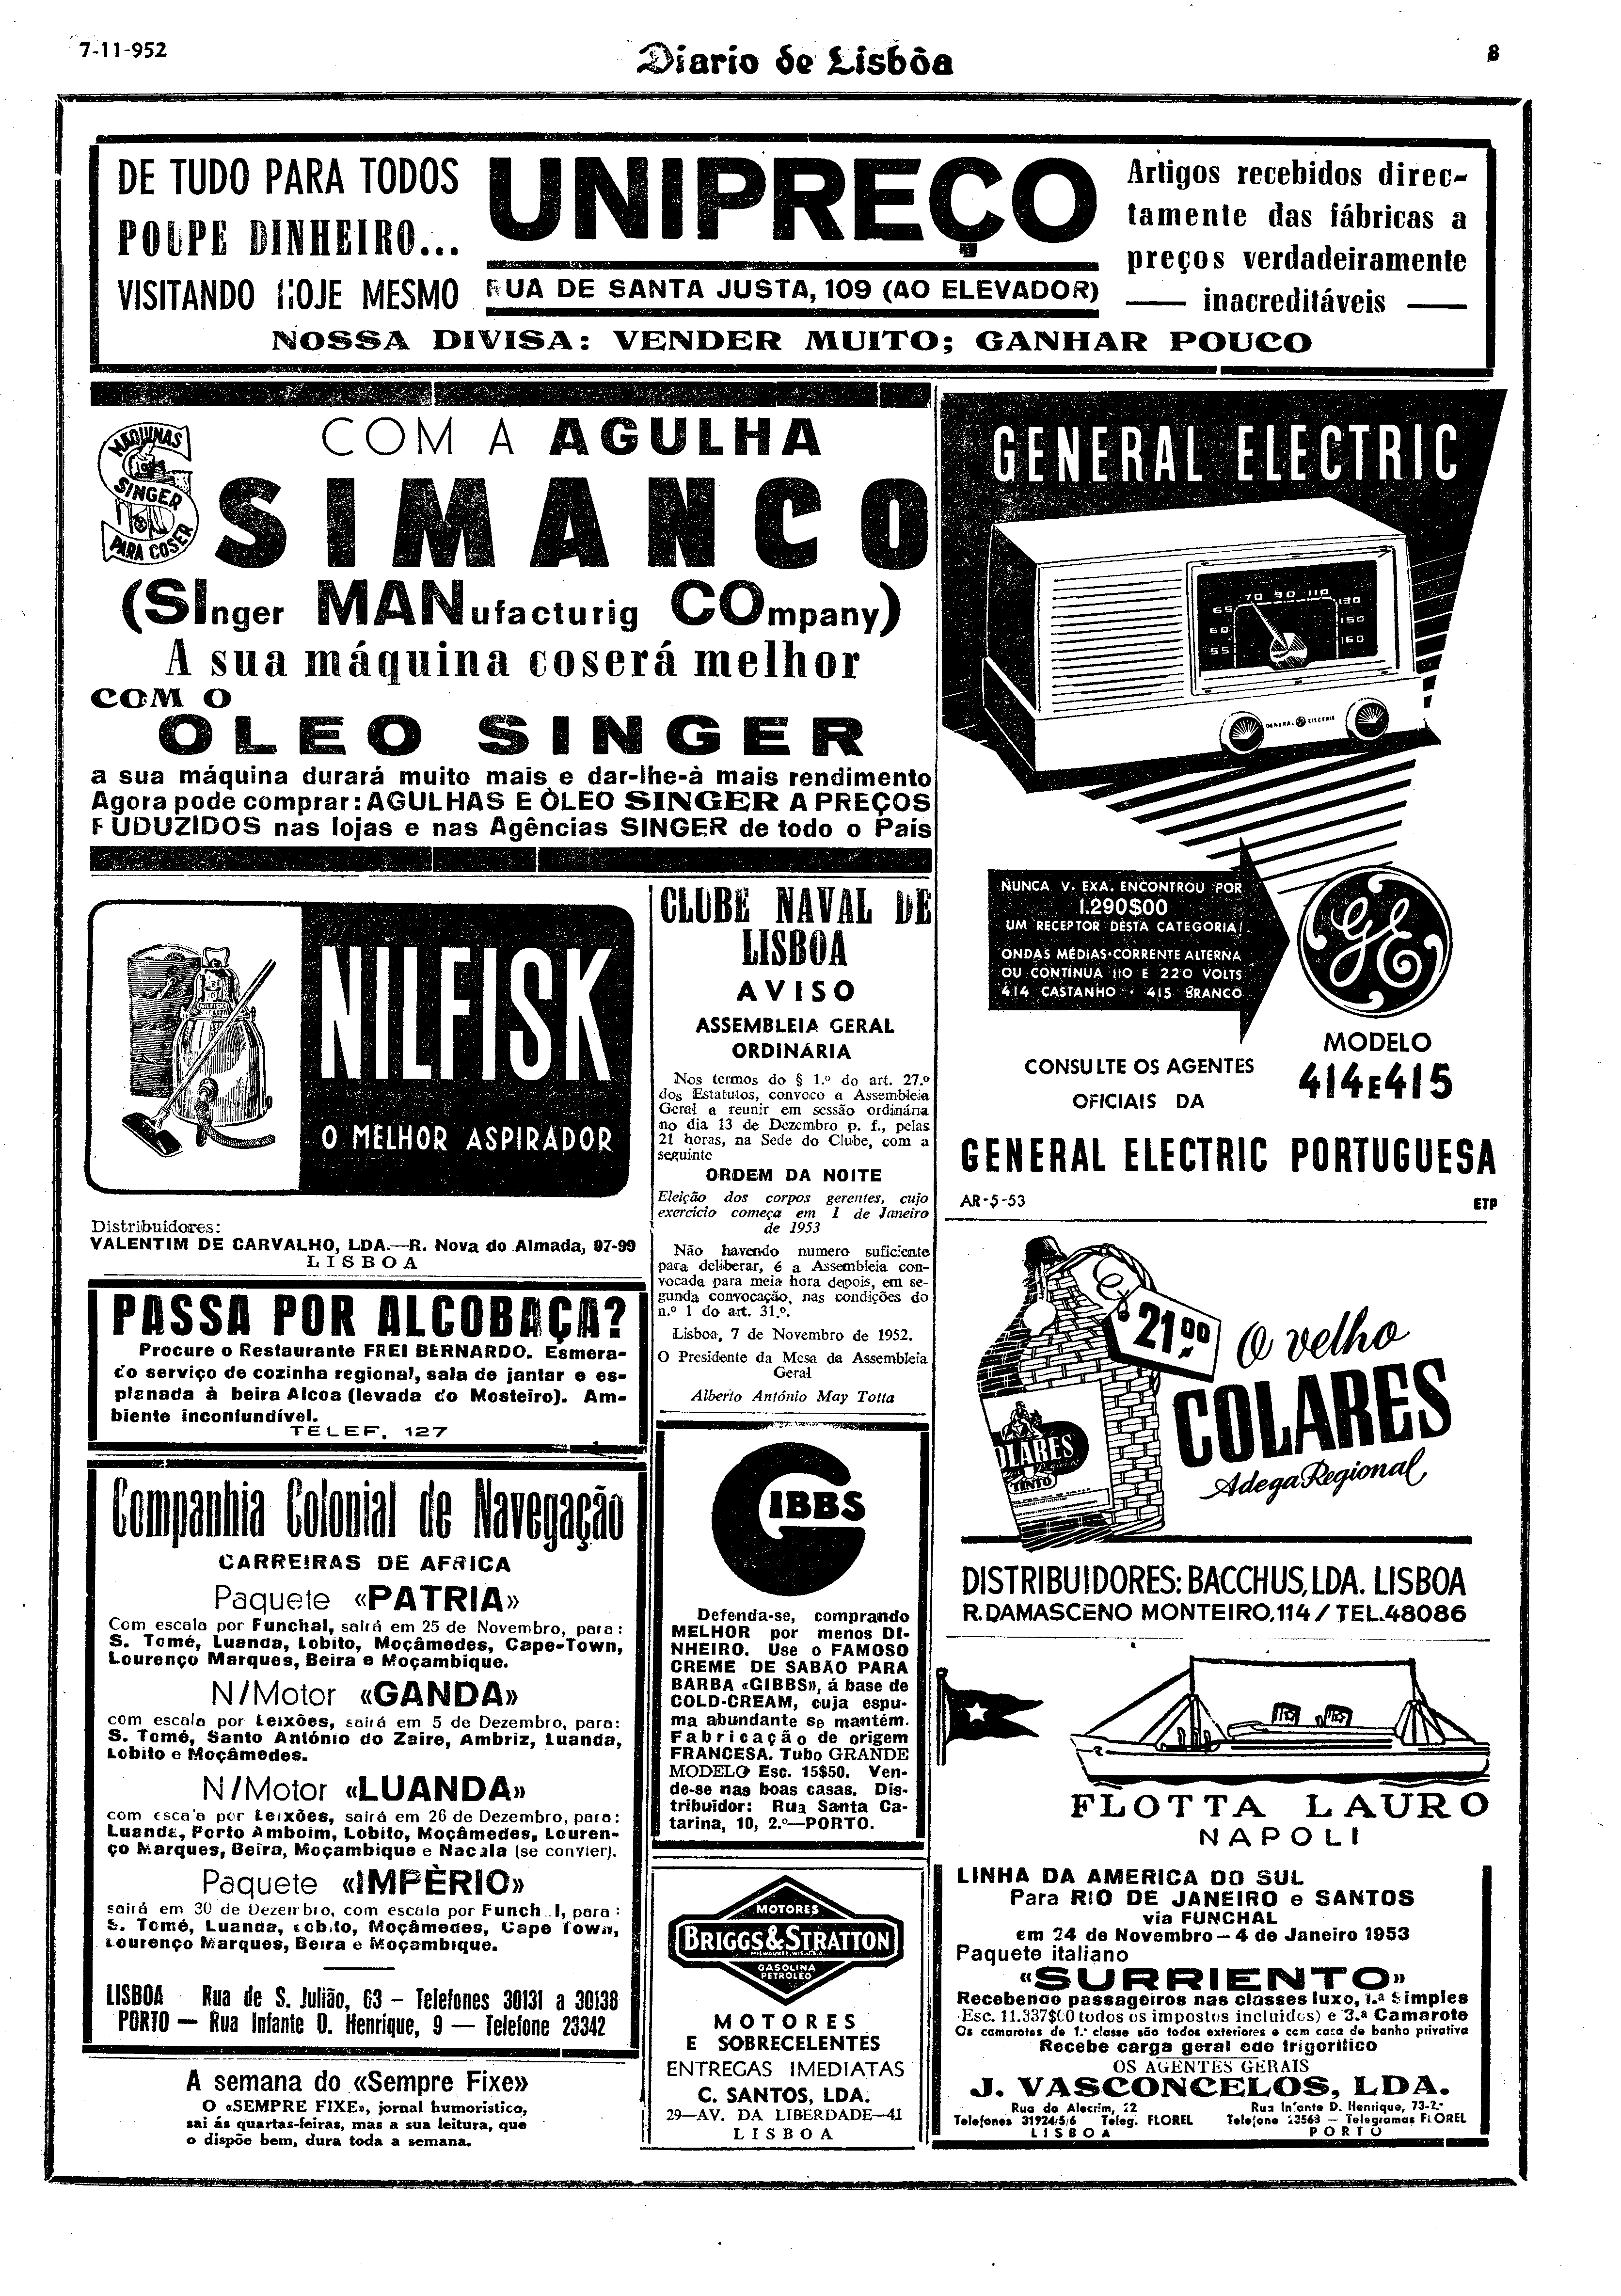 7-11-952
Diario de Lisbôa
8
DE TUDO PARA TODOS
POUPE DINHEIRO...
VISITANDO HOJE MESMO
UNIPREÇO
RUA DE SANTA JUSTA, 109 (AO ELEVADOR)
Artigos recebidos direc-
tamente das fábricas a
preços verdadeiramente
— inacreditáveis —
NOSSA DIVISA: VENDER MUITO; GANHAR POUCO
MAQUINAS
SINGER
PARA COSER
COM A AGULHA
SIMANCO
(SInger MANufacturig COmpany)
A sua máquina coserá melhor
COM O
OLEO SINGER
a sua máquina durará muito mais e dar-lhe-à mais rendimento
Agora pode comprar: AGULHAS E ÒLEO SINGER A PREÇOS
FUDUZIDOS nas lojas e nas Agências SINGER de todo o País
GENERAL ELECTRIC
55 60 65 70 90 110 130 150 160
GENERAL GE ELECTRIC
NUNCA V. EXA. ENCONTROU POR
1.290$00
UM RECEPTOR DESTA CATEGORIA!
ONDAS MÉDIAS·CORRENTE ALTERNA
OU CONTÍNUA 110 E 220 VOLTS
414 CASTANHO · · 415 BRANCO
GE
MODELO
414 E 415
CONSULTE OS AGENTES
OFICIAIS DA
GENERAL ELECTRIC PORTUGUESA
AR-5-53
ETP
NILFISK
NILFISK
O MELHOR ASPIRADOR
Distribuidores:
VALENTIM DE CARVALHO, LDA.—R. Nova do Almada, 97-99
LISBOA
CLUBE NAVAL DE
LISBOA
AVISO
ASSEMBLEIA GERAL
ORDINÁRIA
Nos termos do § 1.º do art. 27.º
dos Estatutos, convoco a Assembleia
Geral a reunir em sessão ordinária
no dia 13 de Dezembro p. f., pelas
21 horas, na Sede do Clube, com a
seguinte
ORDEM DA NOITE
Eleição dos corpos gerentes, cujo
exercício começa em 1 de Janeiro
de 1953
Não havendo numero suficiente
para deliberar, é a Assembleia con-
vocada para meia hora depois, em se-
gunda convocação, nas condições do
n.º 1 do art. 31.º.
Lisboa, 7 de Novembro de 1952.
O Presidente da Mesa da Assembleia
Geral
Alberto António May Totta
PASSA POR ALCOBAÇA?
Procure o Restaurante FREI BERNARDO. Esmera-
do serviço de cozinha regional, sala de jantar e es-
planada à beira Alcoa (levada do Mosteiro). Am-
biente inconfundível.
TELEF. 127
Companhia Colonial de Navegação
CARREIRAS DE AFRICA
Paquete «PATRIA»
Com escala por Funchal, sairá em 25 de Novembro, para:
S. Tomé, Luanda, Lobito, Moçâmedes, Cape-Town,
Lourenço Marques, Beira e Moçambique.
N/Motor «GANDA»
com escala por Leixões, sairá em 5 de Dezembro, para:
S. Tomé, Santo António do Zaire, Ambriz, Luanda,
Lobito e Moçâmedes.
N/Motor «LUANDA»
com escala por Leixões, sairá em 26 de Dezembro, para:
Luanda, Porto Amboim, Lobito, Moçâmedes, Louren-
ço Marques, Beira, Moçambique e Nacala (se convier).
Paquete «IMPÈRIO»
sairá em 30 de Dezembro, com escala por Funchal, para:
S. Tomé, Luanda, Lobito, Moçâmedes, Cape Town,
Lourenço Marques, Beira e Moçambique.
LISBOA Rua de S. Julião, 63 — Telefones 30131 a 30138
PORTO — Rua Infante D. Henrique, 9 — Telefone 23342
A semana do «Sempre Fixe»
O «SEMPRE FIXE», jornal humoristico,
sai ás quartas-feiras, mas a sua leitura, que
o dispõe bem, dura toda a semana.
GIBBS
Defenda-se, comprando
MELHOR por menos DI-
NHEIRO. Use o FAMOSO
CREME DE SABÃO PARA
BARBA «GIBBS», á base de
COLD-CREAM, cuja espu-
ma abundante se mantém.
Fabricação de origem
FRANCESA. Tubo GRANDE
MODELO Esc. 15$50. Ven-
de-se nas boas casas. Dis-
tribuidor: Rua Santa Ca-
tarina, 10, 2.º—PORTO.
MOTORES
BRIGGS & STRATTON
MILWAUKEE, WIS. U.S.A.
GASOLINA
PETROLEO
MOTORES
E SOBRECELENTES
ENTREGAS IMEDIATAS
C. SANTOS, LDA.
29—AV. DA LIBERDADE—41
LISBOA
21$00
O velho
COLARES
Adega Regional
OLARES
TINTO
DISTRIBUIDORES: BACCHUS, LDA. LISBOA
R. DAMASCENO MONTEIRO, 114 / TEL. 48086
FLOTTA LAURO
NAPOLI
LINHA DA AMERICA DO SUL
Para RIO DE JANEIRO e SANTOS
via FUNCHAL
em 24 de Novembro—4 de Janeiro 1953
Paquete italiano
«SURRIENTO»
Recebendo passageiros nas classes luxo, 1.ª Simples
Esc. 11.337$00 todos os impostos incluidos) e 3.ª Camarote
Os camarotes de 1.ª classe são todos exteriores e com casa de banho privativa
Recebe carga geral ede frigorifico
OS AGENTES GERAIS
J. VASCONCELOS, LDA.
Rua do Alecrim, 12
Telefones 31924/5/6 Teleg. FLOREL
LISBOA
Rua Infante D. Henrique, 73-2.º
Telefone 23568 — Telegramas FLOREL
PORTO